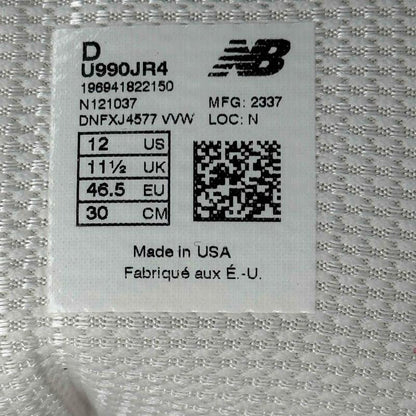 D
U990JR4
196941822150
N121037 MFG: 2337
DNFXJ4577 VVW LOC: N
12 US
11½ UK
46.5 EU
30 CM
NB
Made in USA
Fabriqué aux É.-U.